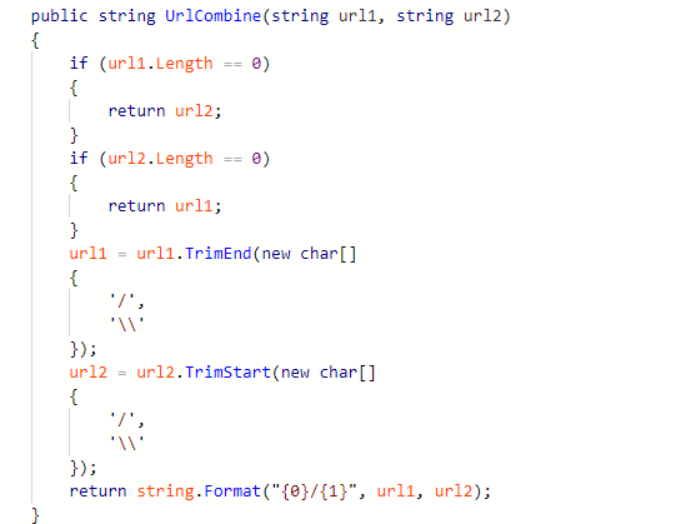 public string UrlCombine(string url1, string url2)
{
if (url1.Length == 0)
{
return url2;
}
if (url2.Length == 0)
{
return url1;
}
url1 = url1.TrimEnd(new char[]
{
'/',
'\\'
});
url2 = url2.TrimStart(new char[]
{
'/',
'\\'
});
return string.Format("{0}/{1}", url1, url2);
}